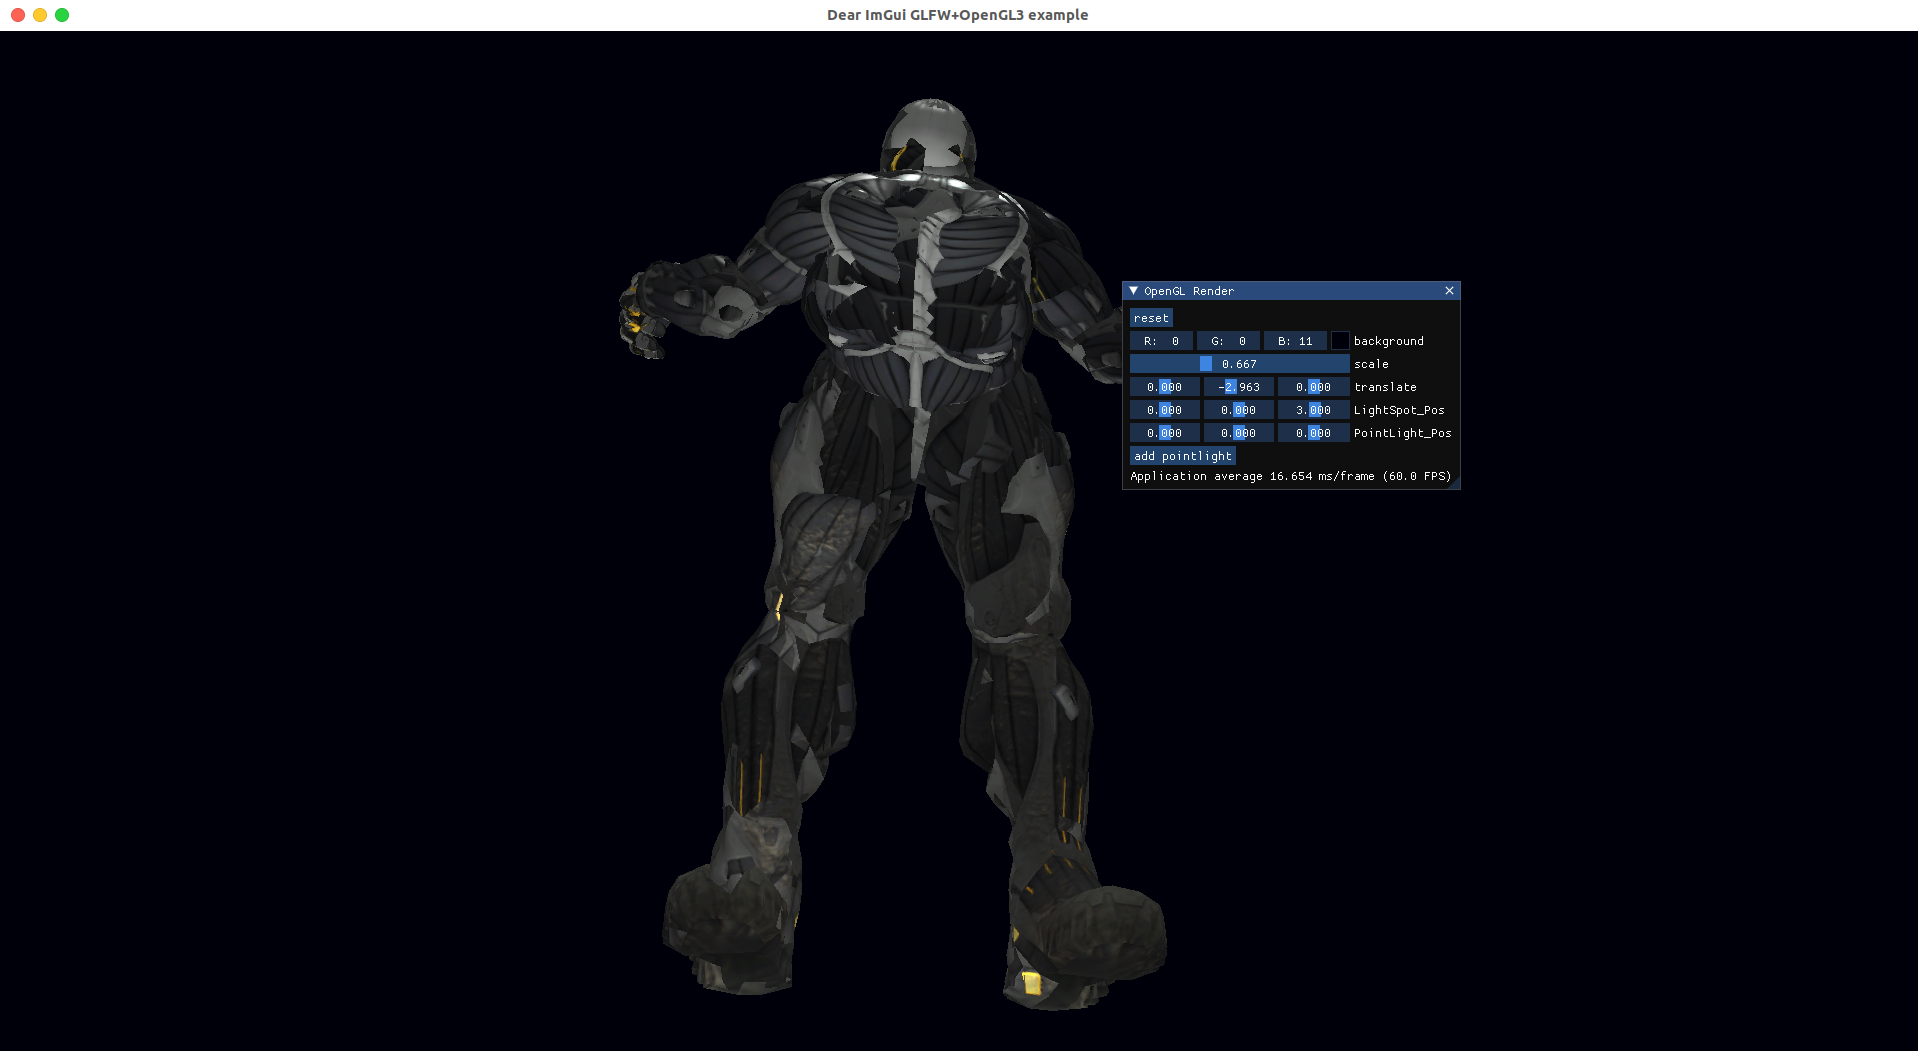 Dear ImGui GLFW+OpenGL3 example
OpenGL Render
reset
R: 0 G: 0 B: 11 background
0.667 scale
0.000 -2.963 0.000 translate
0.000 0.000 3.000 LightSpot_Pos
0.000 0.000 0.000 PointLight_Pos
add pointlight
Application average 16.654 ms/frame (60.0 FPS)